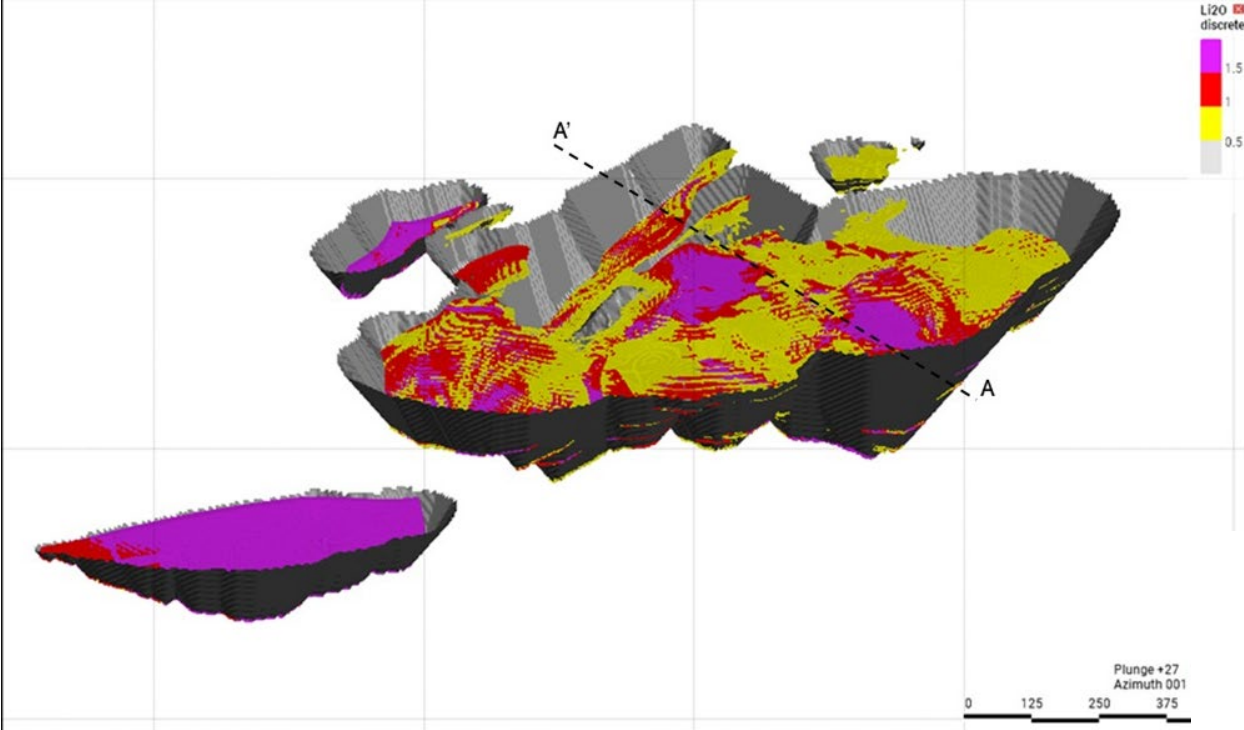 Li2O
discrete
1.5
1
0.5
A'
A
Plunge +27
Azimuth 001
0 125 250 375